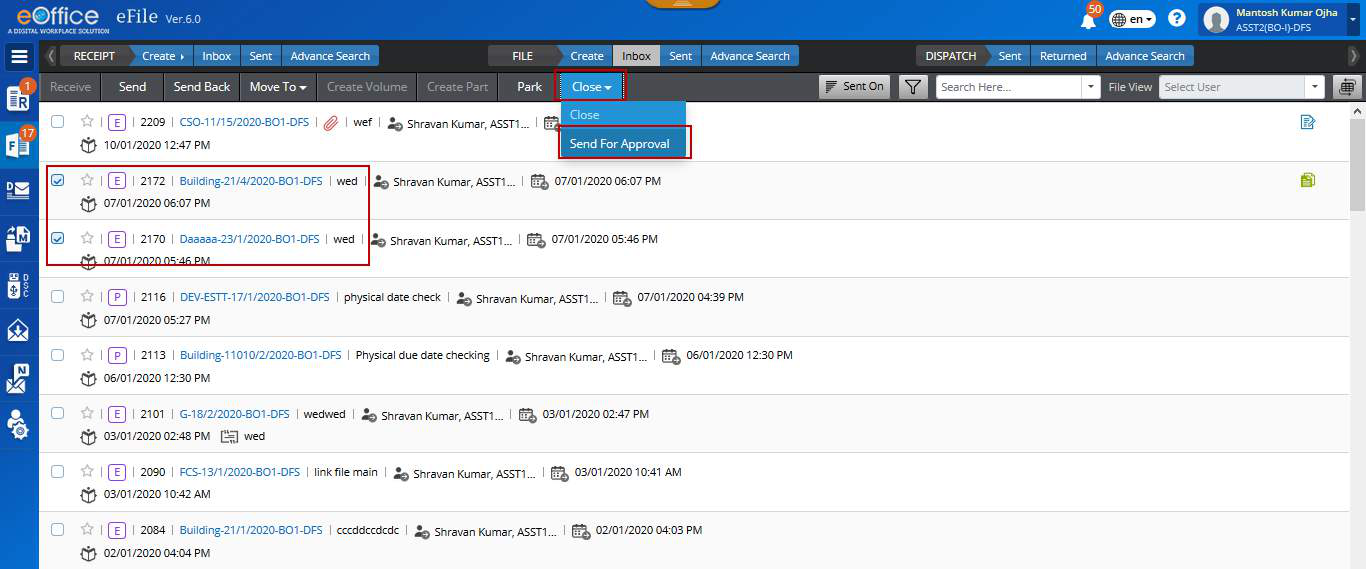 eOffice eFile Ver.6.0
A DIGITAL WORKPLACE SOLUTION
50 en ? Mantosh Kumar Ojha
ASST2(BO-I)-DFS
RECEIPT Create Inbox Sent Advance Search FILE Create Inbox Sent Advance Search DISPATCH Sent Returned Advance Search
Receive Send Send Back Move To Create Volume Create Part Park Close Sent On Search Here... File View Select User
Close
Send For Approval
1
R
17
F
D
M
DSC
N
E 2209 CSO-11/15/2020-BO1-DFS wef Shravan Kumar, ASST1...
10/01/2020 12:47 PM
E 2172 Building-21/4/2020-BO1-DFS wed Shravan Kumar, ASST1... 07/01/2020 06:07 PM
07/01/2020 06:07 PM
E 2170 Daaaaa-23/1/2020-BO1-DFS wed Shravan Kumar, ASST1... 07/01/2020 05:46 PM
07/01/2020 05:46 PM
P 2116 DEV-ESTT-17/1/2020-BO1-DFS physical date check Shravan Kumar, ASST1... 07/01/2020 04:39 PM
07/01/2020 05:27 PM
P 2113 Building-11010/2/2020-BO1-DFS Physical due date checking Shravan Kumar, ASST1... 06/01/2020 12:30 PM
06/01/2020 12:30 PM
E 2101 G-18/2/2020-BO1-DFS wedwed Shravan Kumar, ASST1... 03/01/2020 02:47 PM
03/01/2020 02:48 PM wed
E 2090 FCS-13/1/2020-BO1-DFS link file main Shravan Kumar, ASST1... 03/01/2020 10:41 AM
03/01/2020 10:42 AM
E 2084 Building-21/1/2020-BO1-DFS cccddccdcdc Shravan Kumar, ASST1... 02/01/2020 04:03 PM
02/01/2020 04:04 PM